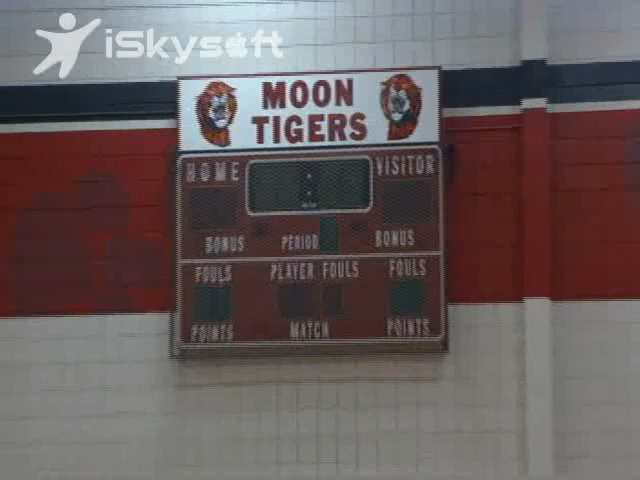 iSkysoft
MOON
TIGERS
HOME VISITOR
BONUS PERIOD BONUS
FOULS PLAYER FOULS FOULS
POINTS MATCH POINTS